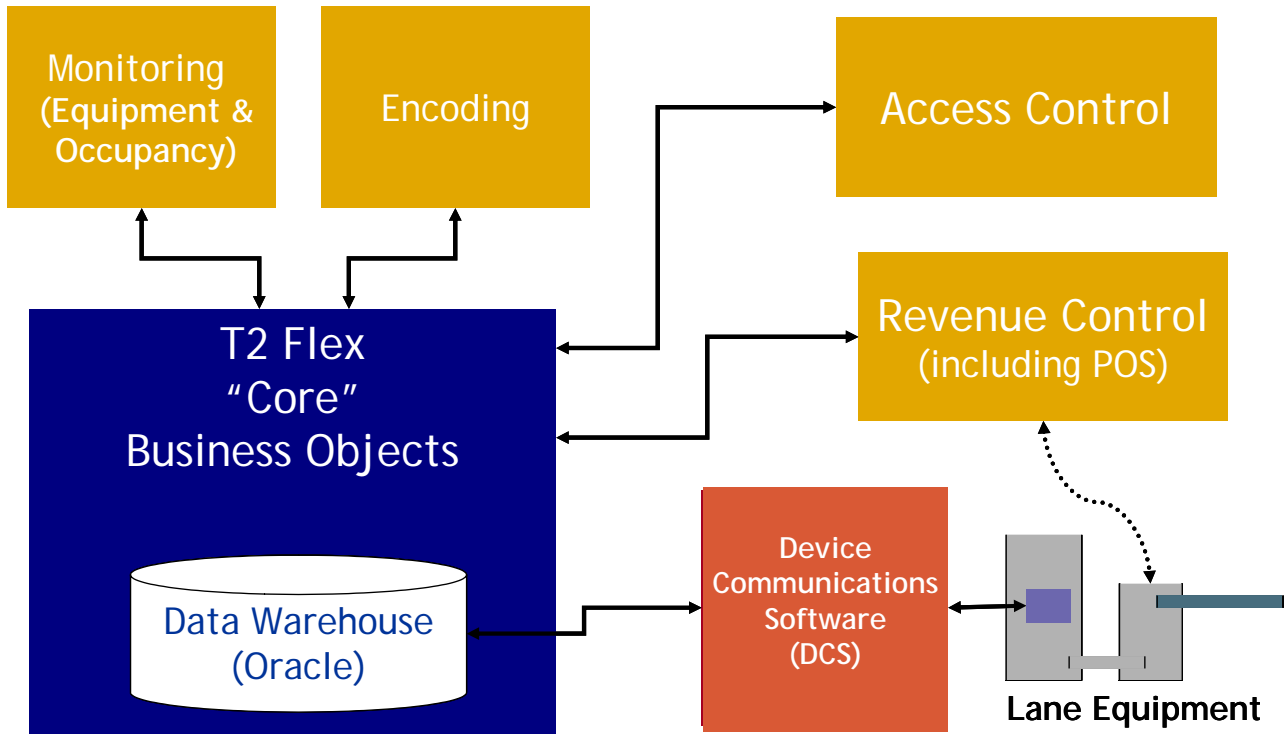 Monitoring
(Equipment &
Occupancy)
Encoding
Access Control
Revenue Control
(including POS)
T2 Flex
“Core”
Business Objects
Data Warehouse
(Oracle)
Device
Communications
Software
(DCS)
Lane Equipment